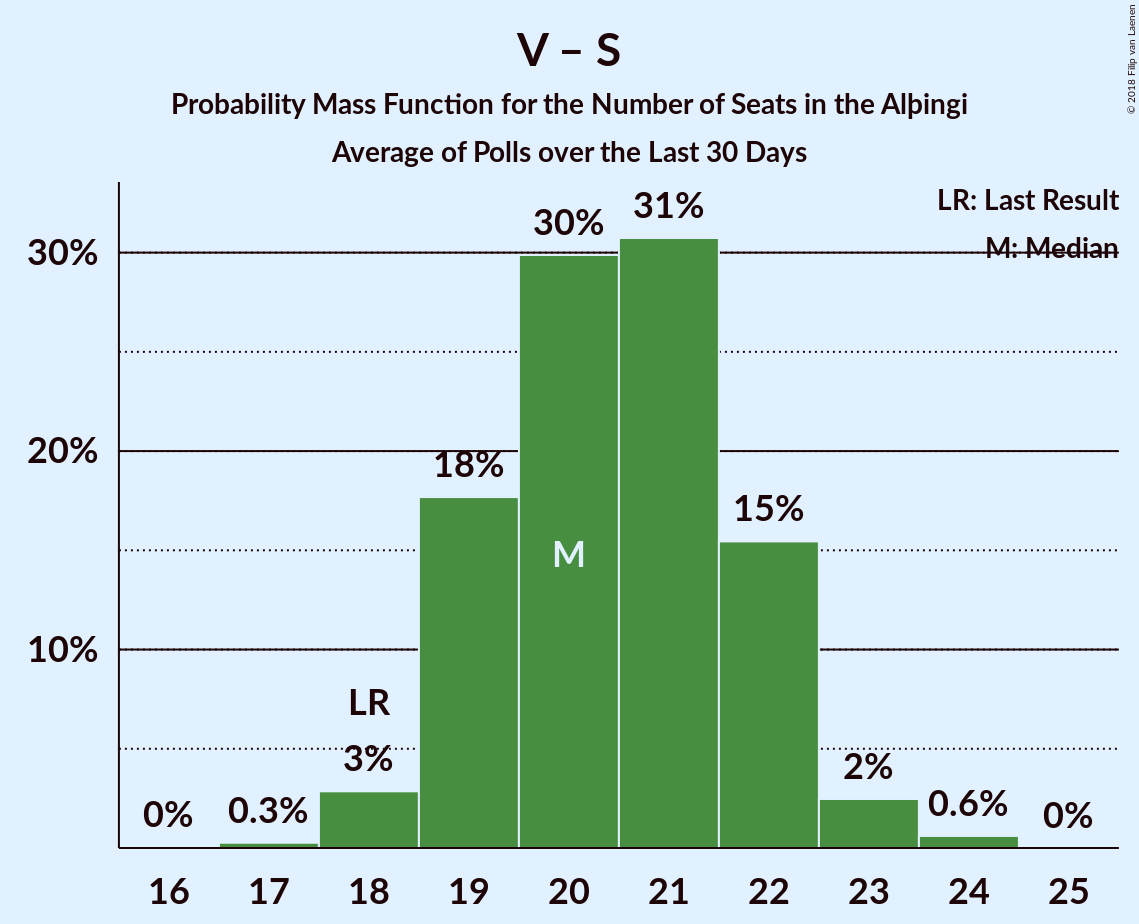 V – S
Probability Mass Function for the Number of Seats in the Alþingi
Average of Polls over the Last 30 Days
© 2018 Filip van Laenen
LR: Last Result
M: Median
30%
20%
10%
0%
0.3%
LR
3%
18%
30%
M
31%
15%
2%
0.6%
0%
16 17 18 19 20 21 22 23 24 25